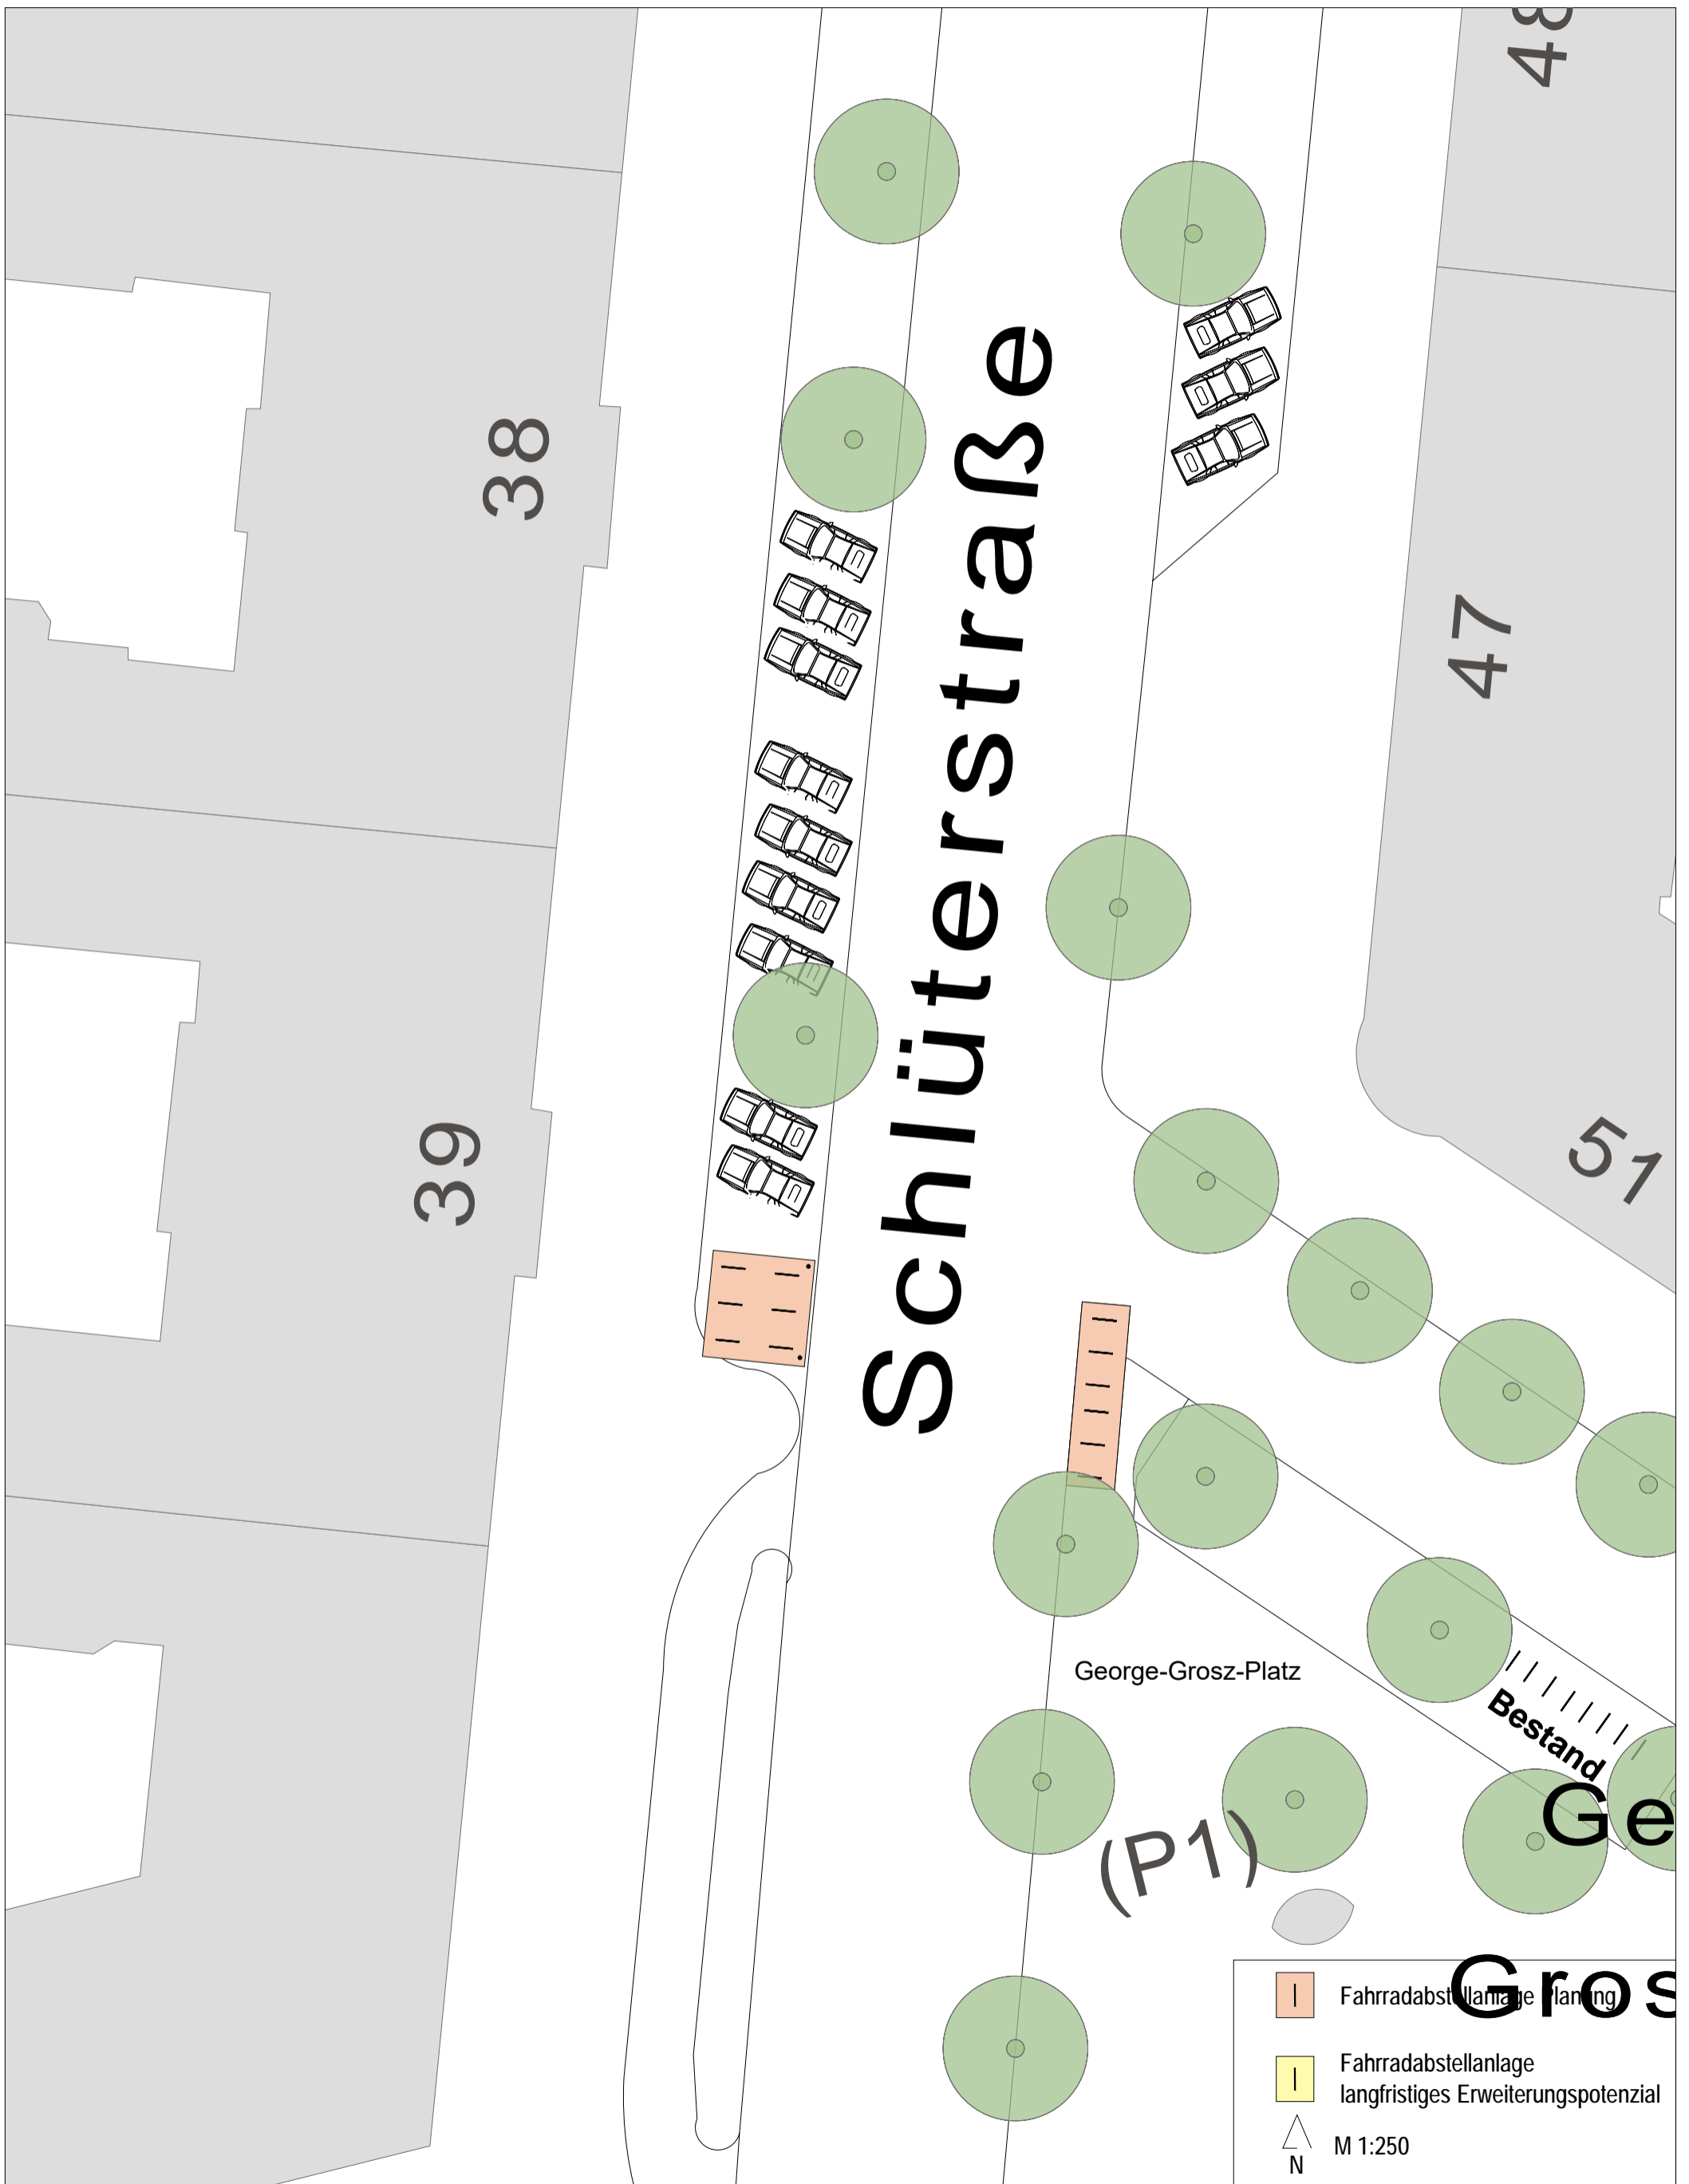 48
38
Schlüterstraße
47
39
51
George-Grosz-Platz
Bestand
Ge
(P1)
Gros
Fahrradabstellanlage Planung
Fahrradabstellanlage
langfristiges Erweiterungspotenzial
M 1:250
N